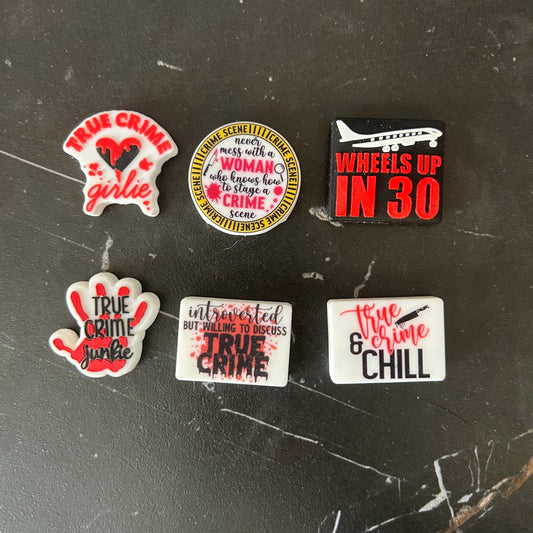 TRUE CRIME
girlie
CRIME SCENE CRIME SCENE CRIME SCENE CRIME SCENE
never
mess with a
WOMAN
who knows how
to stage a
CRIME
scene
WHEELS UP
IN 30
TRUE
CRIME
junkie
introverted
BUT WILLING TO DISCUSS
TRUE
CRIME
true
crime
& CHILL